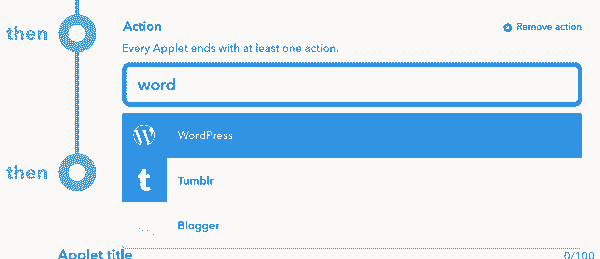 then
Action
Remove action
Every Applet ends with at least one action.
word
WordPress
then
t
Tumblr
Blogger
Applet title
0/100